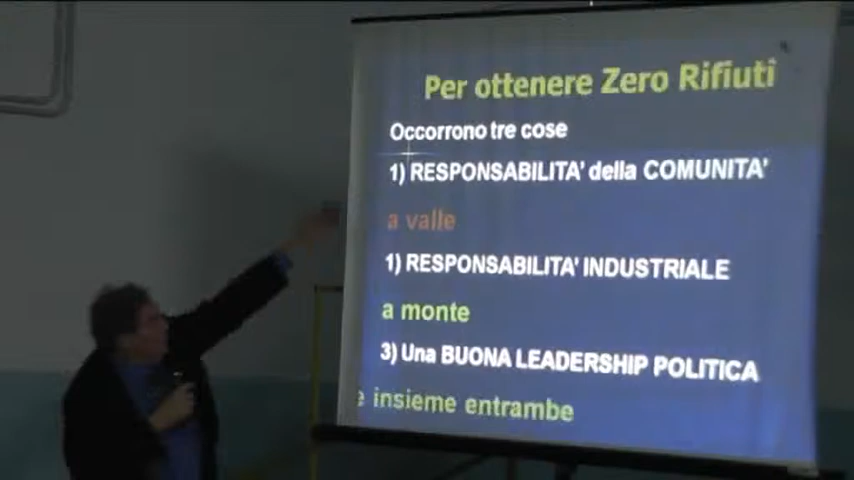 Per ottenere Zero Rifiuti
Occorrono tre cose
1) RESPONSABILITA' della COMUNITA'
a valle
1) RESPONSABILITA' INDUSTRIALE
a monte
3) Una BUONA LEADERSHIP POLITICA
e insieme entrambe